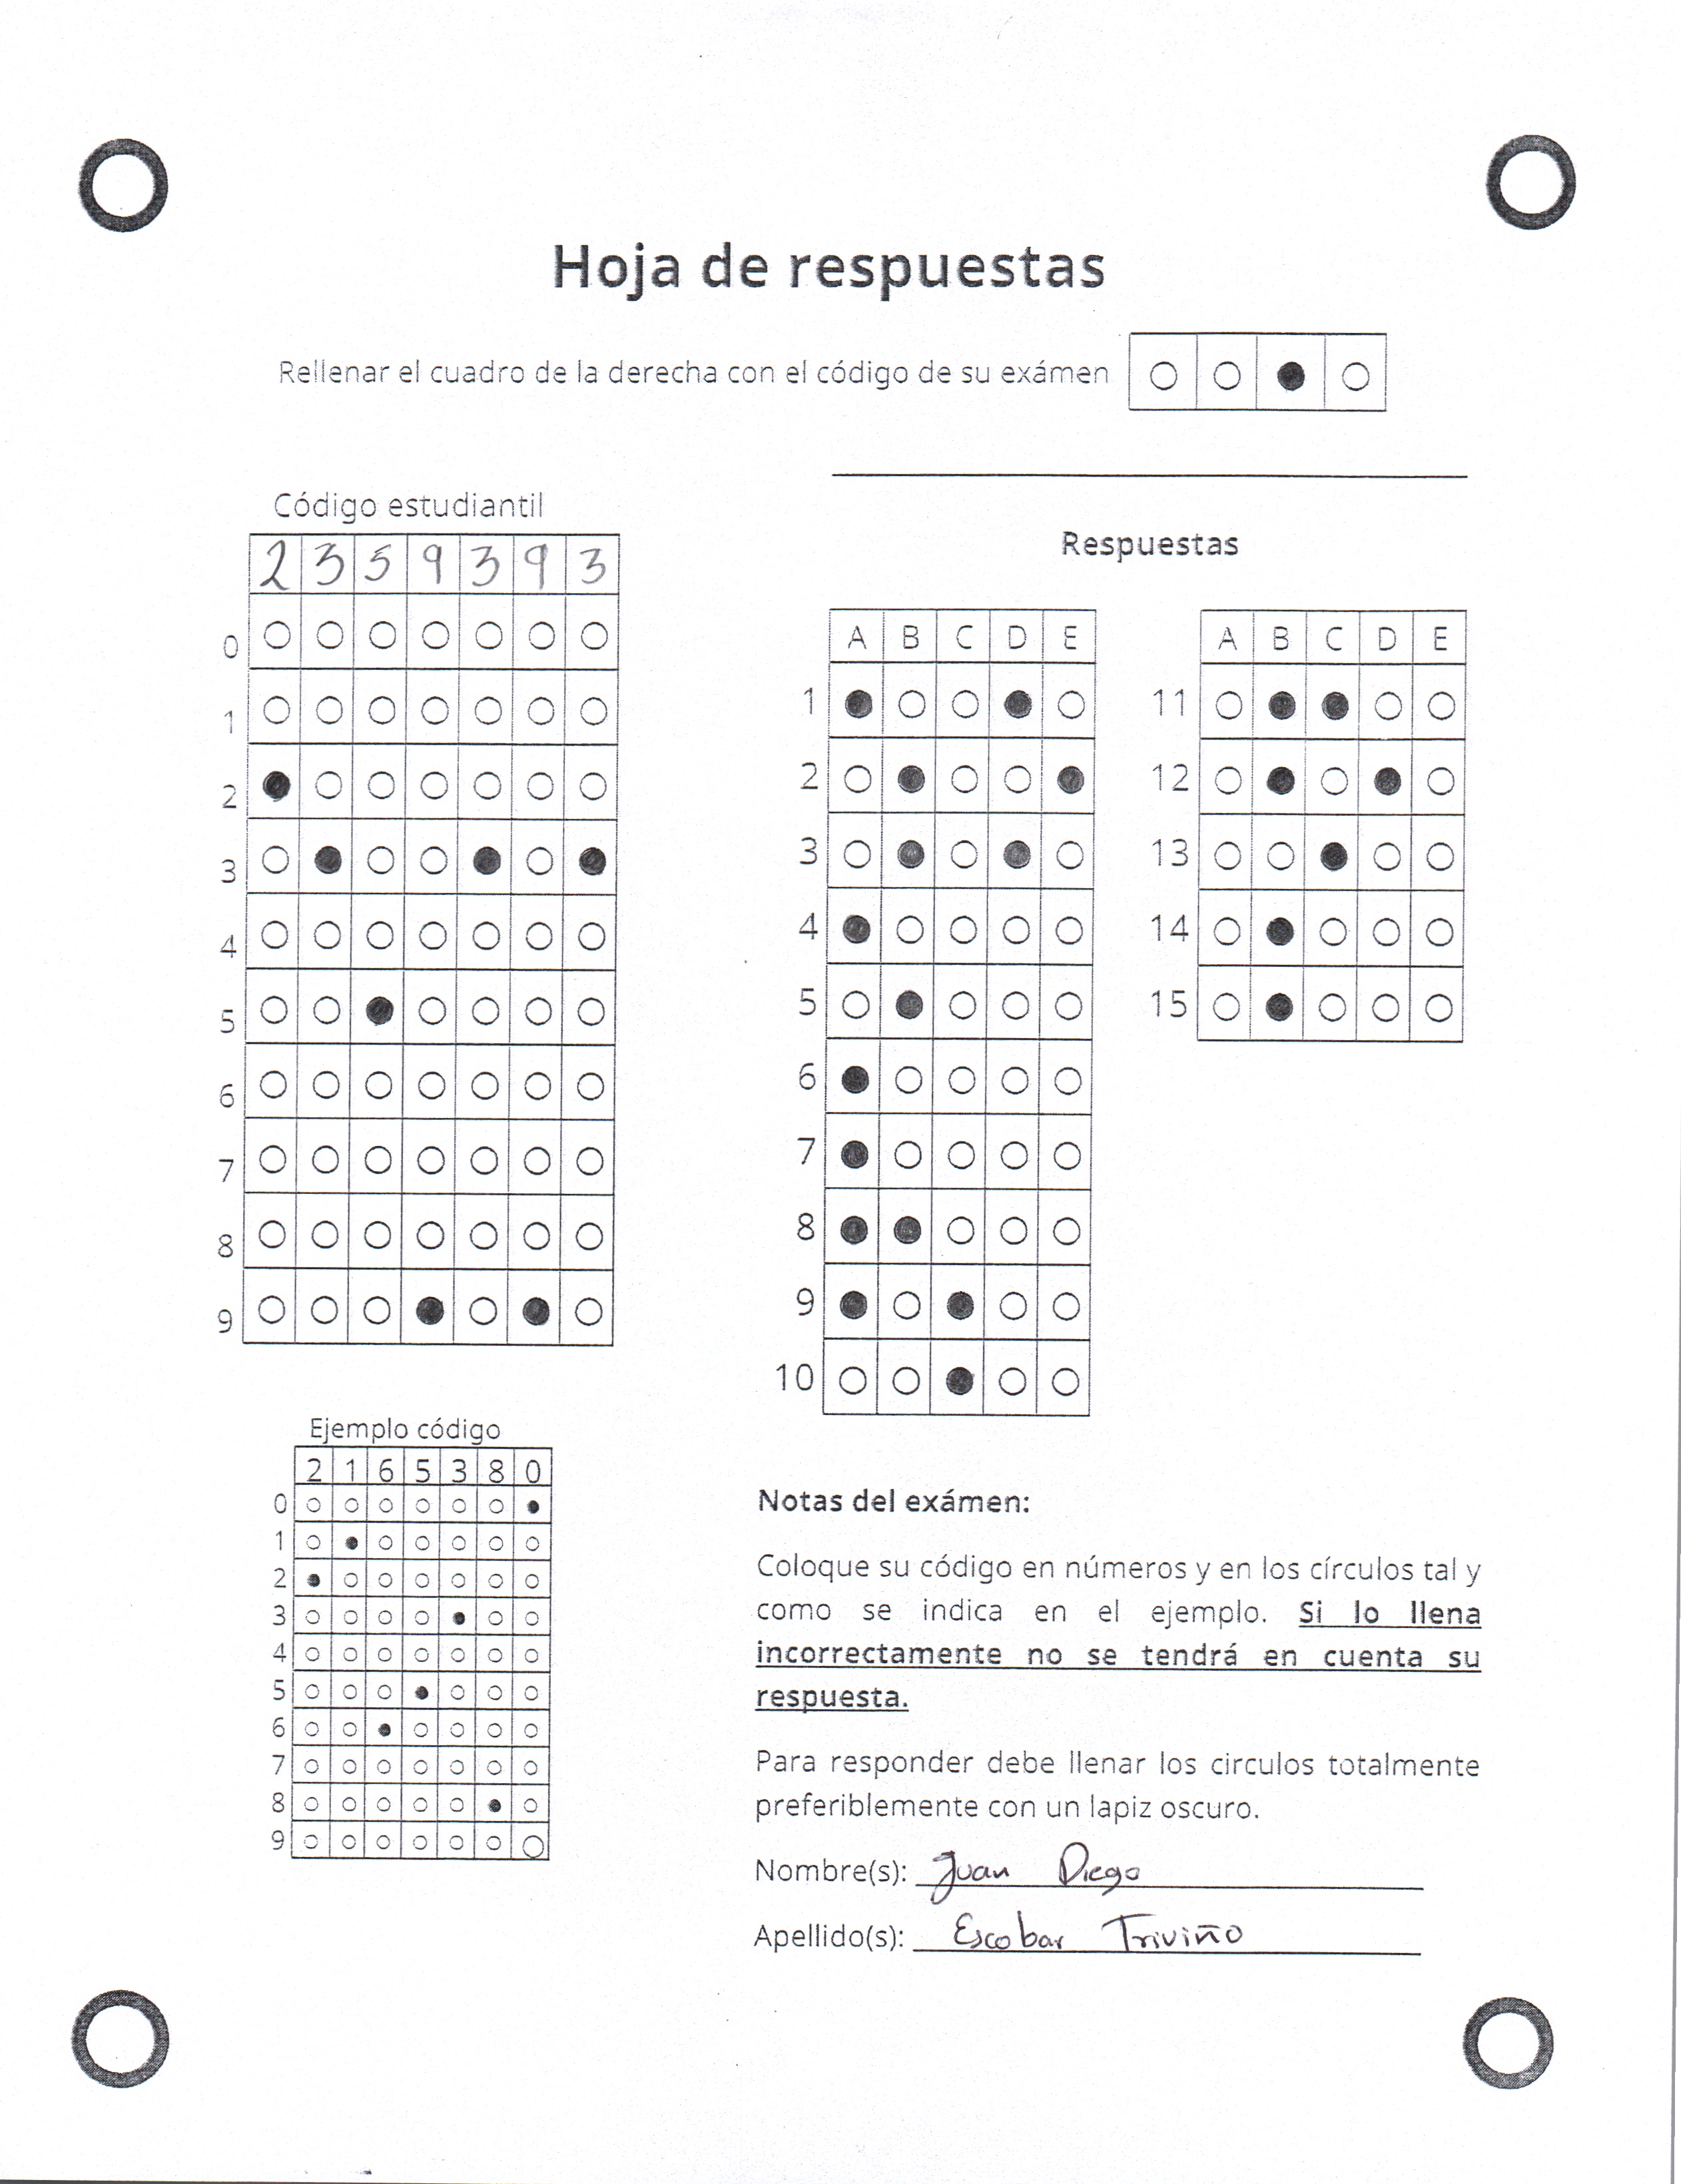 Hoja de respuestas
Rellenar el cuadro de la derecha con el código de su exámen
Código estudiantil
2 3 5 9 3 9 3
0
1
2
3
4
5
6
7
8
9
Respuestas
A B C D E
1
2
3
4
5
6
7
8
9
10
A B C D E
11
12
13
14
15
Ejemplo código
2 1 6 5 3 8 0
0
1
2
3
4
5
6
7
8
9
Notas del exámen:
Coloque su código en números y en los círculos tal y
como se indica en el ejemplo. Si lo llena
incorrectamente no se tendrá en cuenta su
respuesta.
Para responder debe llenar los circulos totalmente
preferiblemente con un lapiz oscuro.
Nombre(s): Juan Diego
Apellido(s): Escobar Triviño